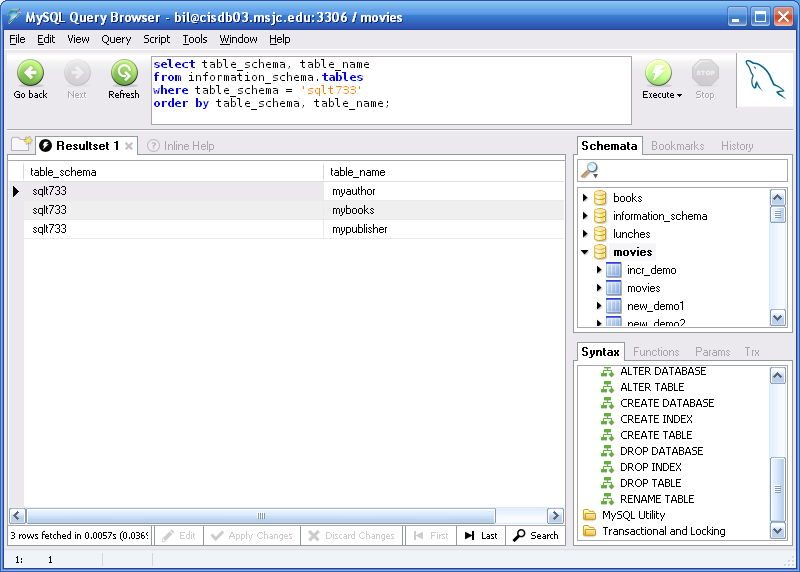 MySQL Query Browser - bil@cisdb03.msjc.edu:3306 / movies
File Edit View Query Script Tools Window Help
select table_schema, table_name
from information_schema.tables
where table_schema = 'sqlt733'
order by table_schema, table_name;
Go back Next Refresh
Execute STOP Stop
Resultset 1 Inline Help
table_schema table_name
sqlt733 myauthor
sqlt733 mybooks
sqlt733 mypublisher
Schemata Bookmarks History
books
information_schema
lunches
movies
incr_demo
movies
new_demo1
new_demo2
Syntax Functions Params Trx
ALTER DATABASE
ALTER TABLE
CREATE DATABASE
CREATE INDEX
CREATE TABLE
DROP DATABASE
DROP INDEX
DROP TABLE
RENAME TABLE
MySQL Utility
Transactional and Locking
3 rows fetched in 0.0057s (0.036 Edit Apply Changes Discard Changes First Last Search
1: 1